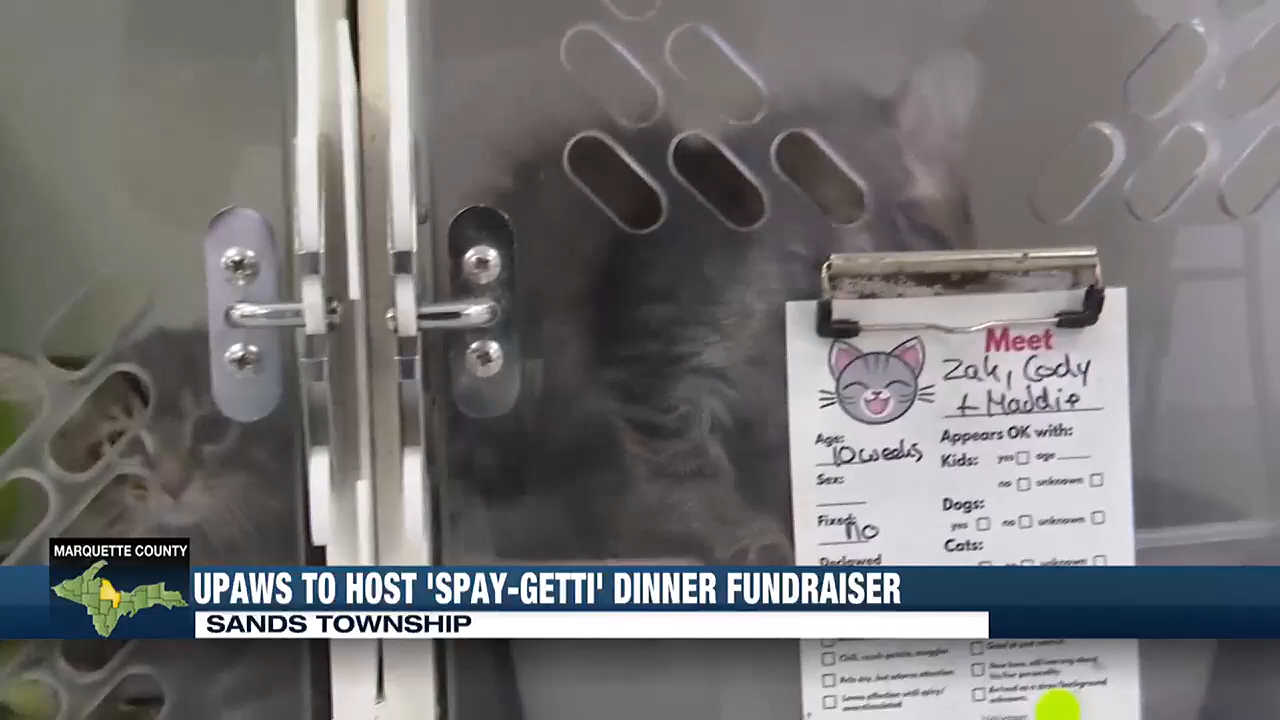 Meet
Zak, Cody
+ Maddie
Age: 10 weeks
Appears OK with:
Kids: yes age
Sex:
no unknown
Dogs:
Fixed: No
yes no unknown
Cats:
Declawed
MARQUETTE COUNTY
UPAWS TO HOST 'SPAY-GETTI' DINNER FUNDRAISER
SANDS TOWNSHIP